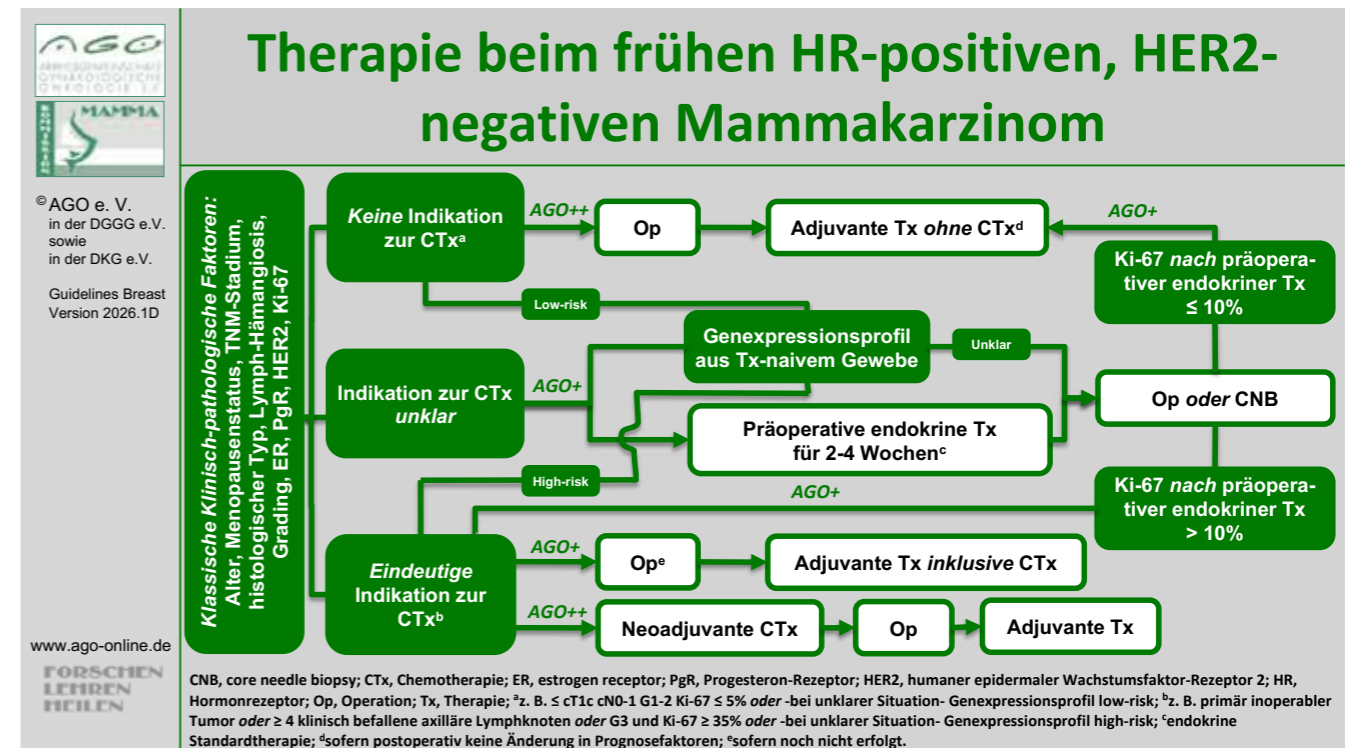 AGO
ARBEITSGEMEINSCHAFT
GYNÄKOLOGISCHE
ONKOLOGIE E.V.
MAMMA
© AGO e. V.
in der DGGG e.V.
sowie
in der DKG e.V.
Guidelines Breast
Version 2026.1D
www.ago-online.de
FORSCHEN
LEHREN
HEILEN
Therapie beim frühen HR-positiven, HER2-
negativen Mammakarzinom
Klassische Klinisch-pathologische Faktoren:
Alter, Menopausenstatus, TNM-Stadium,
histologischer Typ, Lymph-Hämangiosis,
Grading, ER, PgR, HER2, Ki-67
Keine Indikation
zur CTxᵃ
AGO++
Op
Adjuvante Tx ohne CTxᵈ
AGO+
Ki-67 nach präopera-
tiver endokriner Tx
≤ 10%
Low-risk
Genexpressionsprofil
aus Tx-naivem Gewebe
Unklar
Indikation zur CTx
unklar
AGO+
Op oder CNB
Präoperative endokrine Tx
für 2-4 Wochenᶜ
High-risk
AGO+
Ki-67 nach präopera-
tiver endokriner Tx
> 10%
Eindeutige
Indikation zur
CTxᵇ
AGO+
Opᵉ
Adjuvante Tx inklusive CTx
AGO++
Neoadjuvante CTx
Op
Adjuvante Tx
CNB, core needle biopsy; CTx, Chemotherapie; ER, estrogen receptor; PgR, Progesteron-Rezeptor; HER2, humaner epidermaler Wachstumsfaktor-Rezeptor 2; HR,
Hormonrezeptor; Op, Operation; Tx, Therapie; ᵃz. B. ≤ cT1c cN0-1 G1-2 Ki-67 ≤ 5% oder -bei unklarer Situation- Genexpressionsprofil low-risk; ᵇz. B. primär inoperabler
Tumor oder ≥ 4 klinisch befallene axilläre Lymphknoten oder G3 und Ki-67 ≥ 35% oder -bei unklarer Situation- Genexpressionsprofil high-risk; ᶜendokrine
Standardtherapie; ᵈsofern postoperativ keine Änderung in Prognosefaktoren; ᵉsofern noch nicht erfolgt.